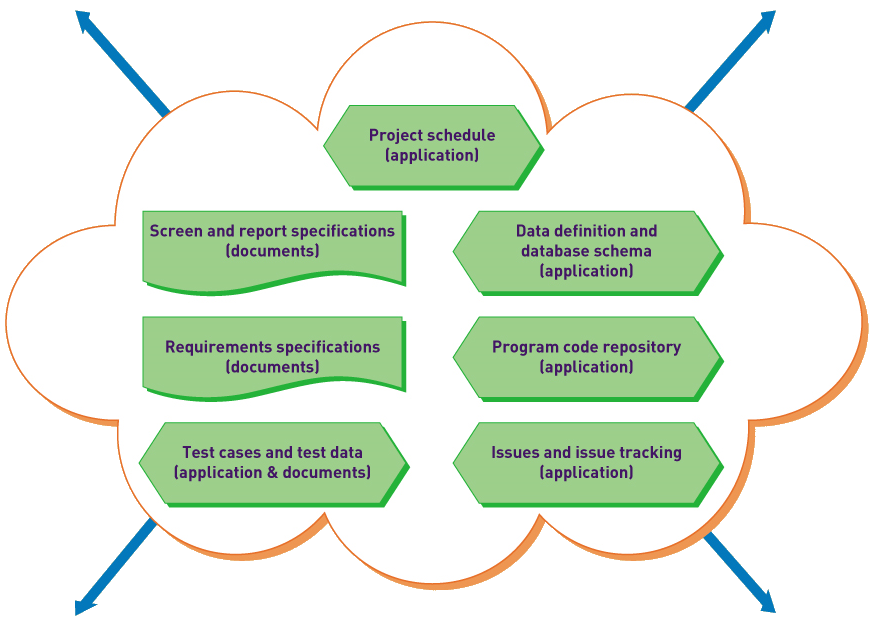 Project schedule
(application)
Screen and report specifications
(documents)
Data definition and
database schema
(application)
Requirements specifications
(documents)
Program code repository
(application)
Test cases and test data
(application & documents)
Issues and issue tracking
(application)